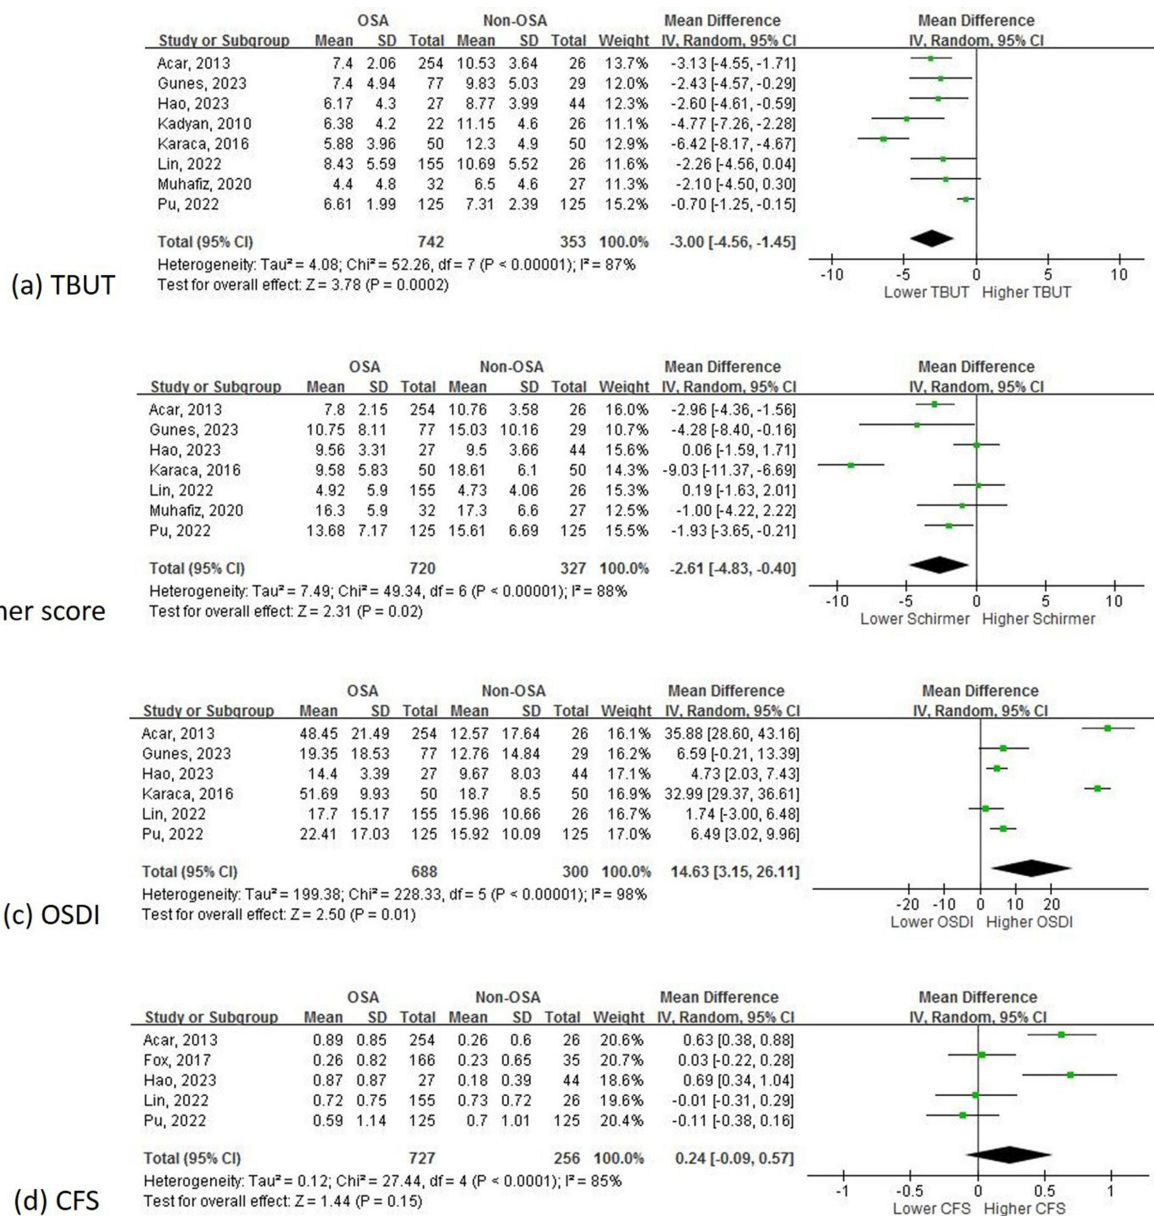 OSA Non-OSA Mean Difference Mean Difference
Study or Subgroup Mean SD Total Mean SD Total Weight IV, Random, 95% CI IV, Random, 95% CI
Acar, 2013 7.4 2.06 254 10.53 3.64 26 13.7% -3.13 [-4.55, -1.71]
Gunes, 2023 7.4 4.94 77 9.83 5.03 29 12.0% -2.43 [-4.57, -0.29]
Hao, 2023 6.17 4.3 27 8.77 3.99 44 12.3% -2.60 [-4.61, -0.59]
Kadyan, 2010 6.38 4.2 22 11.15 4.6 26 11.1% -4.77 [-7.26, -2.28]
Karaca, 2016 5.88 3.96 50 12.3 4.9 50 12.9% -6.42 [-8.17, -4.67]
Lin, 2022 8.43 5.59 155 10.69 5.52 26 11.6% -2.26 [-4.56, 0.04]
Muhafiz, 2020 4.4 4.8 32 6.5 4.6 27 11.3% -2.10 [-4.50, 0.30]
Pu, 2022 6.61 1.99 125 7.31 2.39 125 15.2% -0.70 [-1.25, -0.15]
Total (95% CI) 742 353 100.0% -3.00 [-4.56, -1.45]
Heterogeneity: Tau² = 4.08; Chi² = 52.26, df = 7 (P < 0.00001); I² = 87%
Test for overall effect: Z = 3.78 (P = 0.0002)
-10 -5 0 5 10
Lower TBUT Higher TBUT
(a) TBUT
OSA Non-OSA Mean Difference Mean Difference
Study or Subgroup Mean SD Total Mean SD Total Weight IV, Random, 95% CI IV, Random, 95% CI
Acar, 2013 7.8 2.15 254 10.76 3.58 26 16.0% -2.96 [-4.36, -1.56]
Gunes, 2023 10.75 8.11 77 15.03 10.16 29 10.7% -4.28 [-8.40, -0.16]
Hao, 2023 9.56 3.31 27 9.5 3.66 44 15.6% 0.06 [-1.59, 1.71]
Karaca, 2016 9.58 5.83 50 18.61 6.1 50 14.3% -9.03 [-11.37, -6.69]
Lin, 2022 4.92 5.9 155 4.73 4.06 26 15.3% 0.19 [-1.63, 2.01]
Muhafiz, 2020 16.3 5.9 32 17.3 6.6 27 12.5% -1.00 [-4.22, 2.22]
Pu, 2022 13.68 7.17 125 15.61 6.69 125 15.5% -1.93 [-3.65, -0.21]
Total (95% CI) 720 327 100.0% -2.61 [-4.83, -0.40]
Heterogeneity: Tau² = 7.49; Chi² = 49.34, df = 6 (P < 0.00001); I² = 88%
Test for overall effect: Z = 2.31 (P = 0.02)
-10 -5 0 5 10
Lower Schirmer Higher Schirmer
ner score
OSA Non-OSA Mean Difference Mean Difference
Study or Subgroup Mean SD Total Mean SD Total Weight IV, Random, 95% CI IV, Random, 95% CI
Acar, 2013 48.45 21.49 254 12.57 17.64 26 16.1% 35.88 [28.60, 43.16]
Gunes, 2023 19.35 18.53 77 12.76 14.84 29 16.2% 6.59 [-0.21, 13.39]
Hao, 2023 14.4 3.39 27 9.67 8.03 44 17.1% 4.73 [2.03, 7.43]
Karaca, 2016 51.69 9.93 50 18.7 8.5 50 16.9% 32.99 [29.37, 36.61]
Lin, 2022 17.7 15.17 155 15.96 10.66 26 16.7% 1.74 [-3.00, 6.48]
Pu, 2022 22.41 17.03 125 15.92 10.09 125 17.0% 6.49 [3.02, 9.96]
Total (95% CI) 688 300 100.0% 14.63 [3.15, 26.11]
Heterogeneity: Tau² = 199.38; Chi² = 228.33, df = 5 (P < 0.00001); I² = 98%
Test for overall effect: Z = 2.50 (P = 0.01)
-20 -10 0 10 20
Lower OSDI Higher OSDI
(c) OSDI
OSA Non-OSA Mean Difference Mean Difference
Study or Subgroup Mean SD Total Mean SD Total Weight IV, Random, 95% CI IV, Random, 95% CI
Acar, 2013 0.89 0.85 254 0.26 0.6 26 20.6% 0.63 [0.38, 0.88]
Fox, 2017 0.26 0.82 166 0.23 0.65 35 20.7% 0.03 [-0.22, 0.28]
Hao, 2023 0.87 0.87 27 0.18 0.39 44 18.6% 0.69 [0.34, 1.04]
Lin, 2022 0.72 0.75 155 0.73 0.72 26 19.6% -0.01 [-0.31, 0.29]
Pu, 2022 0.59 1.14 125 0.7 1.01 125 20.4% -0.11 [-0.38, 0.16]
Total (95% CI) 727 256 100.0% 0.24 [-0.09, 0.57]
Heterogeneity: Tau² = 0.12; Chi² = 27.44, df = 4 (P < 0.0001); I² = 85%
Test for overall effect: Z = 1.44 (P = 0.15)
-1 -0.5 0 0.5 1
Lower CFS Higher CFS
(d) CFS